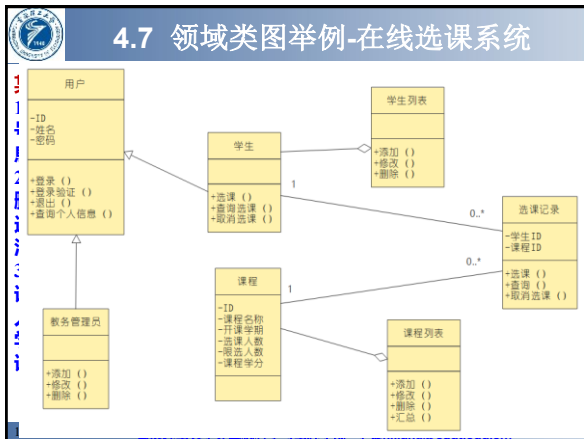 4.7 领域类图举例-在线选课系统
用户
-ID
-姓名
-密码
+登录 ()
+登录验证 ()
+退出 ()
+查询个人信息 ()
学生
+选课 ()
+查询选课 ()
+取消选课 ()
学生列表
+添加 ()
+修改 ()
+删除 ()
1
0..*
选课记录
-学生ID
-课程ID
+选课 ()
+查询 ()
+取消选课 ()
0..*
1
课程
-ID
-课程名称
-开课学期
-选课人数
-限选人数
-课程学分
教务管理员
+添加 ()
+修改 ()
+删除 ()
课程列表
+添加 ()
+修改 ()
+删除 ()
+汇总 ()